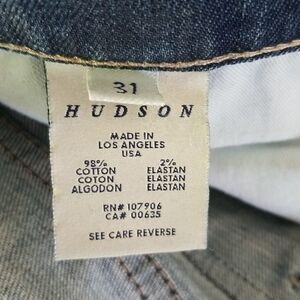 31
HUDSON
MADE IN
LOS ANGELES
USA
98% 2%
COTTON ELASTAN
COTON ELASTAN
ALGODON ELASTAN
RN# 107906
CA# 00635
SEE CARE REVERSE